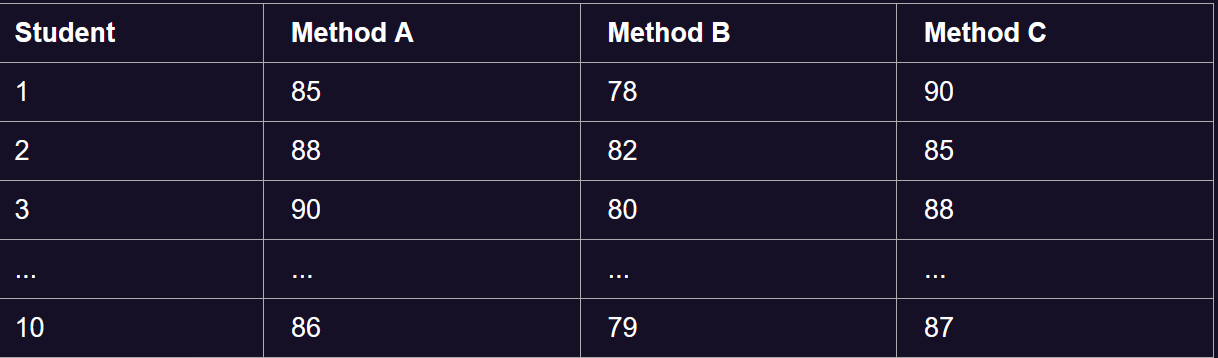 Student Method A Method B Method C
1 85 78 90
2 88 82 85
3 90 80 88
... ... ... ...
10 86 79 87